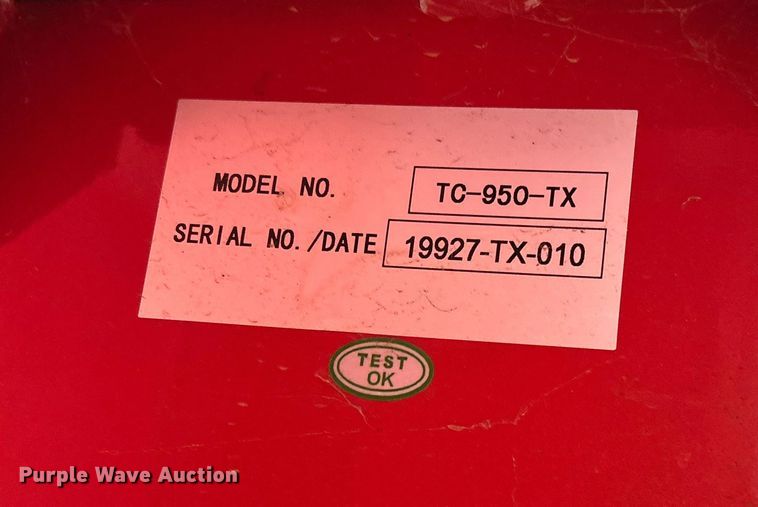 MODEL NO. TC-950-TX
SERIAL NO./DATE 19927-TX-010
TEST
OK
Purple Wave Auction